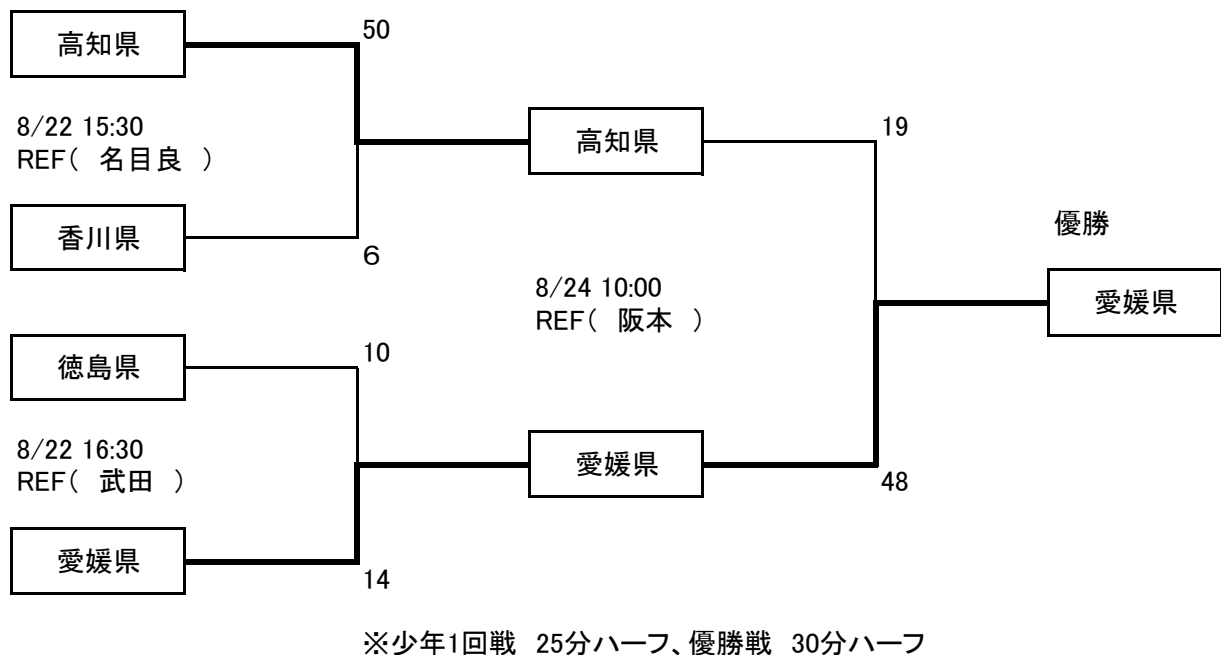 50
高知県
8/22 15:30
REF( 名目良 )
高知県
19
香川県
6
優勝
8/24 10:00
REF( 阪本 )
愛媛県
徳島県
10
8/22 16:30
REF( 武田 )
愛媛県
48
愛媛県
14
※少年1回戦 25分ハーフ、優勝戦 30分ハーフ